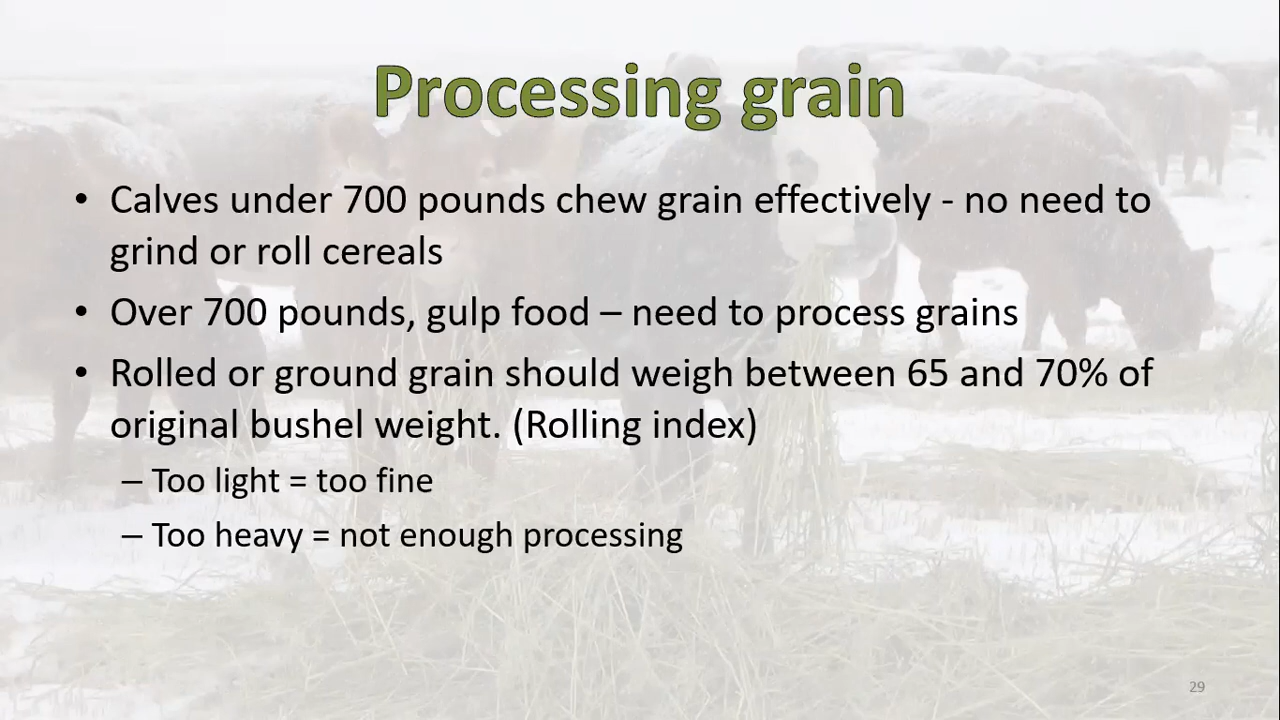 Processing grain
• Calves under 700 pounds chew grain effectively - no need to
grind or roll cereals
• Over 700 pounds, gulp food – need to process grains
• Rolled or ground grain should weigh between 65 and 70% of
original bushel weight. (Rolling index)
– Too light = too fine
– Too heavy = not enough processing
29